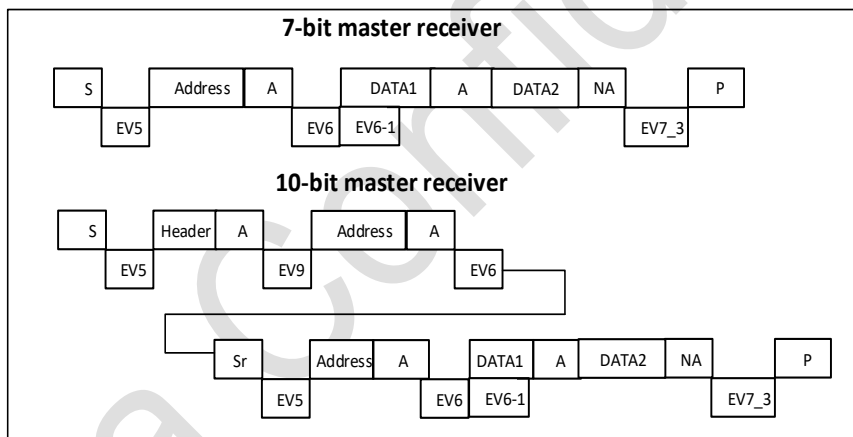 7-bit master receiver
S Address A DATA1 A DATA2 NA P
EV5 EV6 EV6-1 EV7_3
10-bit master receiver
S Header A Address A
EV5 EV9 EV6
Sr Address A DATA1 A DATA2 NA P
EV5 EV6 EV6-1 EV7_3